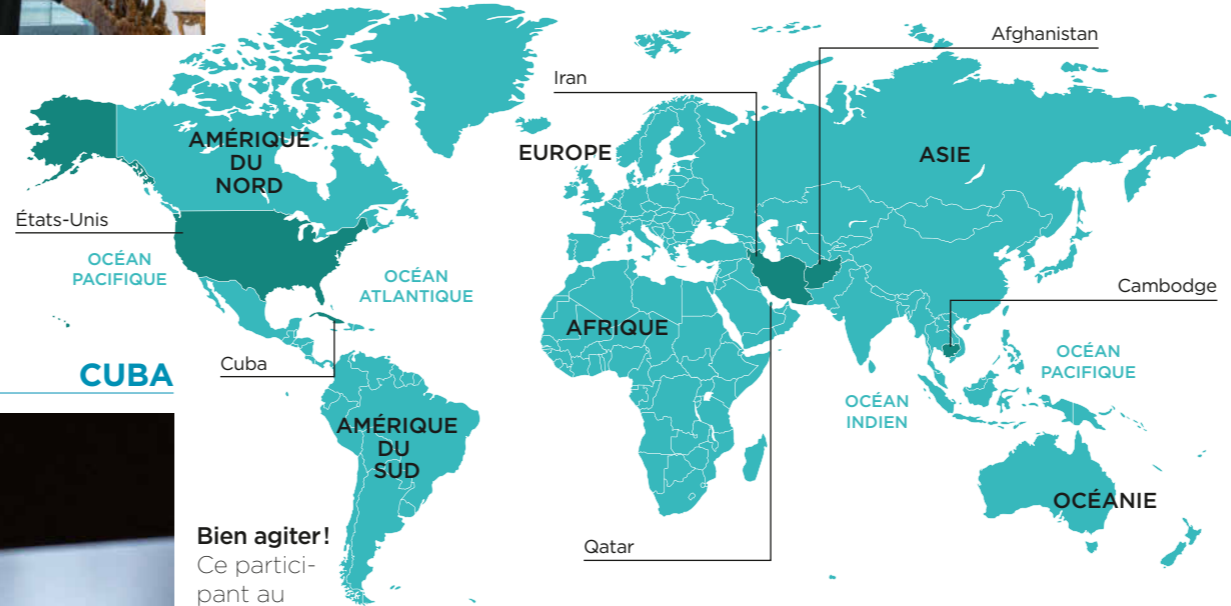 Afghanistan
Iran
AMÉRIQUE
DU
NORD
EUROPE
ASIE
États-Unis
OCÉAN
PACIFIQUE
OCÉAN
ATLANTIQUE
Cambodge
AFRIQUE
Cuba
CUBA
OCÉAN
PACIFIQUE
OCÉAN
INDIEN
AMÉRIQUE
DU
SUD
OCÉANIE
Qatar
Bien agiter!
Ce partici-
pant au